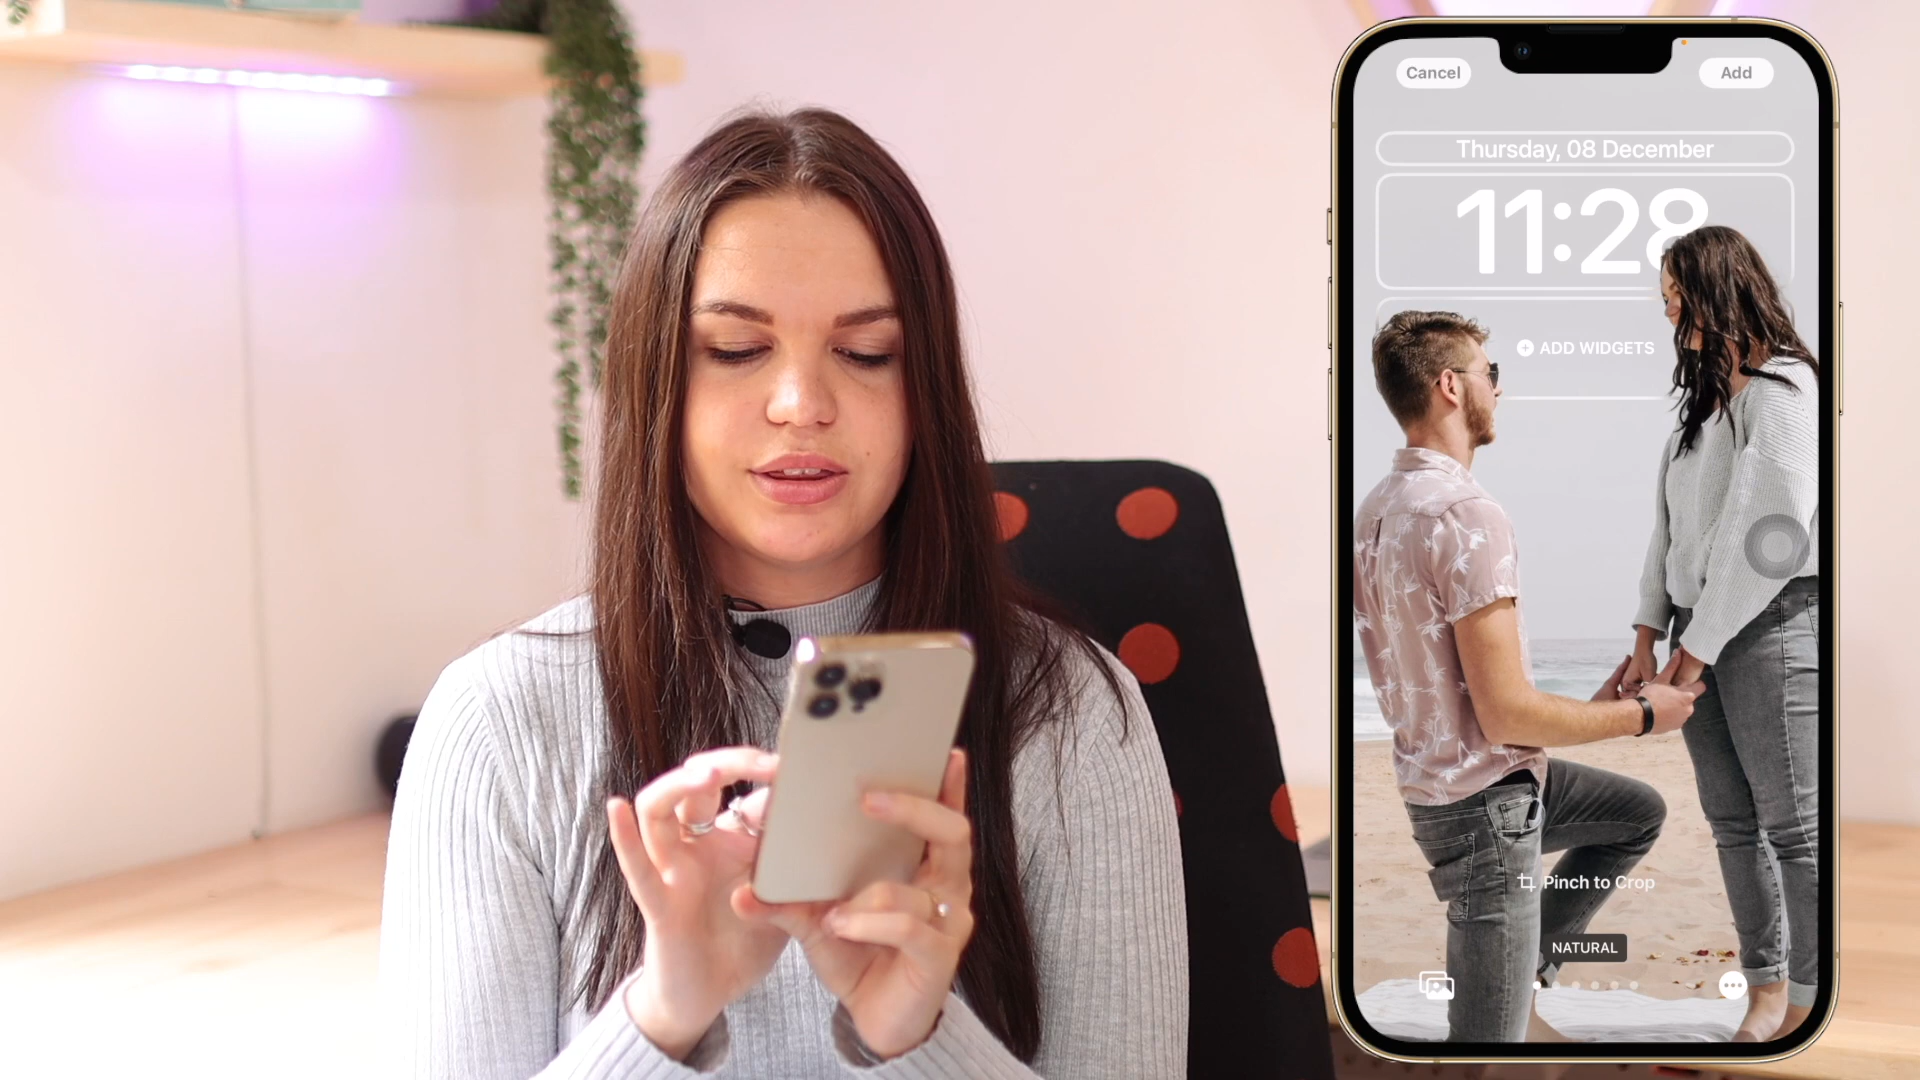 Cancel
Add
Thursday, 08 December
11:28
ADD WIDGETS
Pinch to Crop
NATURAL